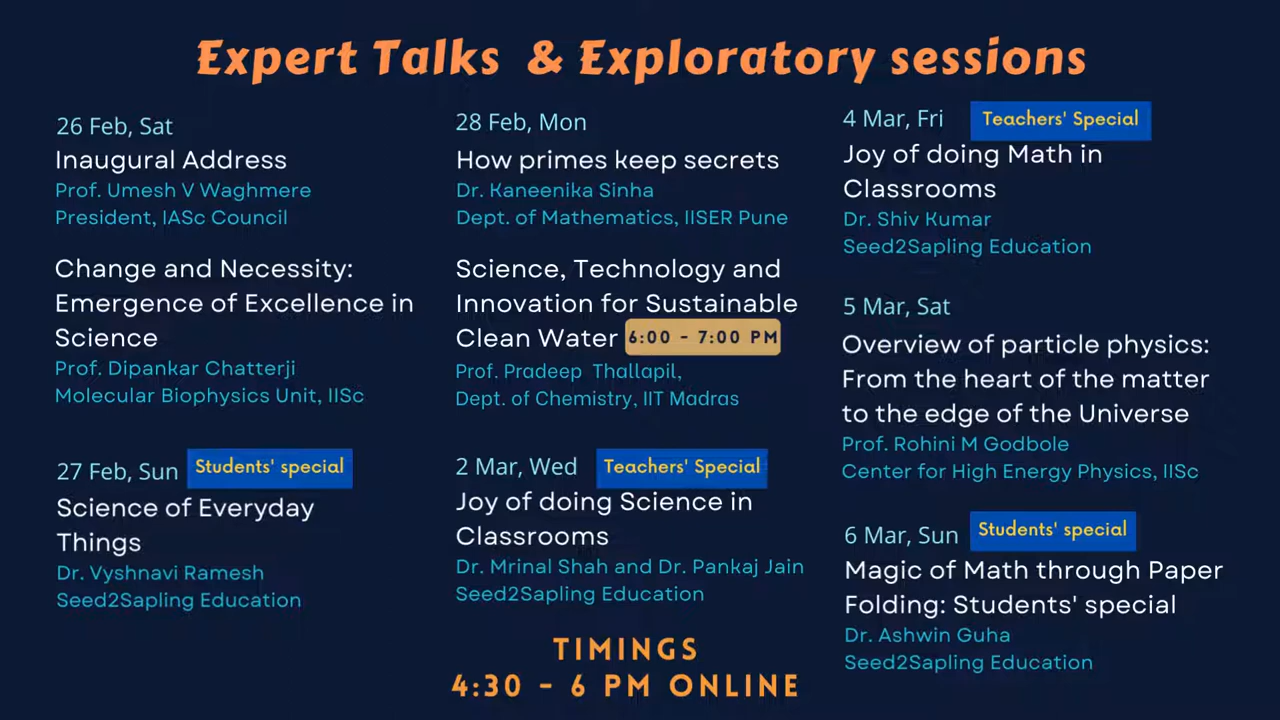 Expert Talks & Exploratory sessions
26 Feb, Sat
Inaugural Address
Prof. Umesh V Waghmere
President, IASc Council
Change and Necessity:
Emergence of Excellence in
Science
Prof. Dipankar Chatterji
Molecular Biophysics Unit, IISc
27 Feb, Sun Students' special
Science of Everyday
Things
Dr. Vyshnavi Ramesh
Seed2Sapling Education
28 Feb, Mon
How primes keep secrets
Dr. Kaneenika Sinha
Dept. of Mathematics, IISER Pune
Science, Technology and
Innovation for Sustainable
Clean Water 6:00 - 7:00 PM
Prof. Pradeep Thallapil,
Dept. of Chemistry, IIT Madras
2 Mar, Wed Teachers' Special
Joy of doing Science in
Classrooms
Dr. Mrinal Shah and Dr. Pankaj Jain
Seed2Sapling Education
4 Mar, Fri Teachers' Special
Joy of doing Math in
Classrooms
Dr. Shiv Kumar
Seed2Sapling Education
5 Mar, Sat
Overview of particle physics:
From the heart of the matter
to the edge of the Universe
Prof. Rohini M Godbole
Center for High Energy Physics, IISc
6 Mar, Sun Students' special
Magic of Math through Paper
Folding: Students' special
Dr. Ashwin Guha
Seed2Sapling Education
TIMINGS
4:30 - 6 PM ONLINE